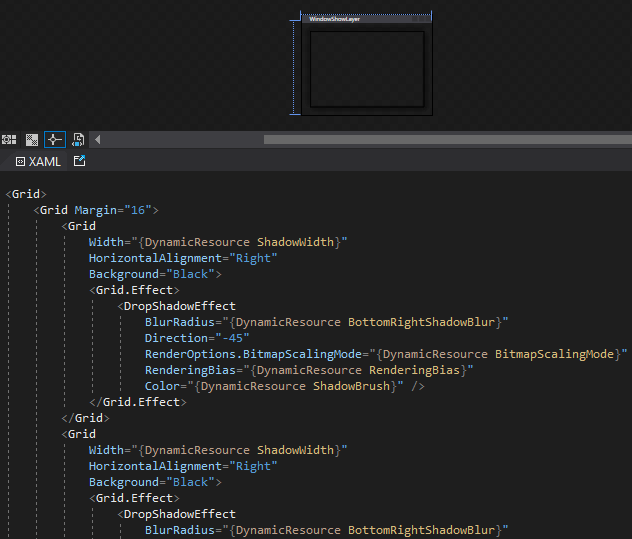 WindowShowLayer
XAML
<Grid>
<Grid Margin="16">
<Grid
Width="{DynamicResource ShadowWidth}"
HorizontalAlignment="Right"
Background="Black">
<Grid.Effect>
<DropShadowEffect
BlurRadius="{DynamicResource BottomRightShadowBlur}"
Direction="-45"
RenderOptions.BitmapScalingMode="{DynamicResource BitmapScalingMode}"
RenderingBias="{DynamicResource RenderingBias}"
Color="{DynamicResource ShadowBrush}" />
</Grid.Effect>
</Grid>
<Grid
Width="{DynamicResource ShadowWidth}"
HorizontalAlignment="Right"
Background="Black">
<Grid.Effect>
<DropShadowEffect
BlurRadius="{DynamicResource BottomRightShadowBlur}"